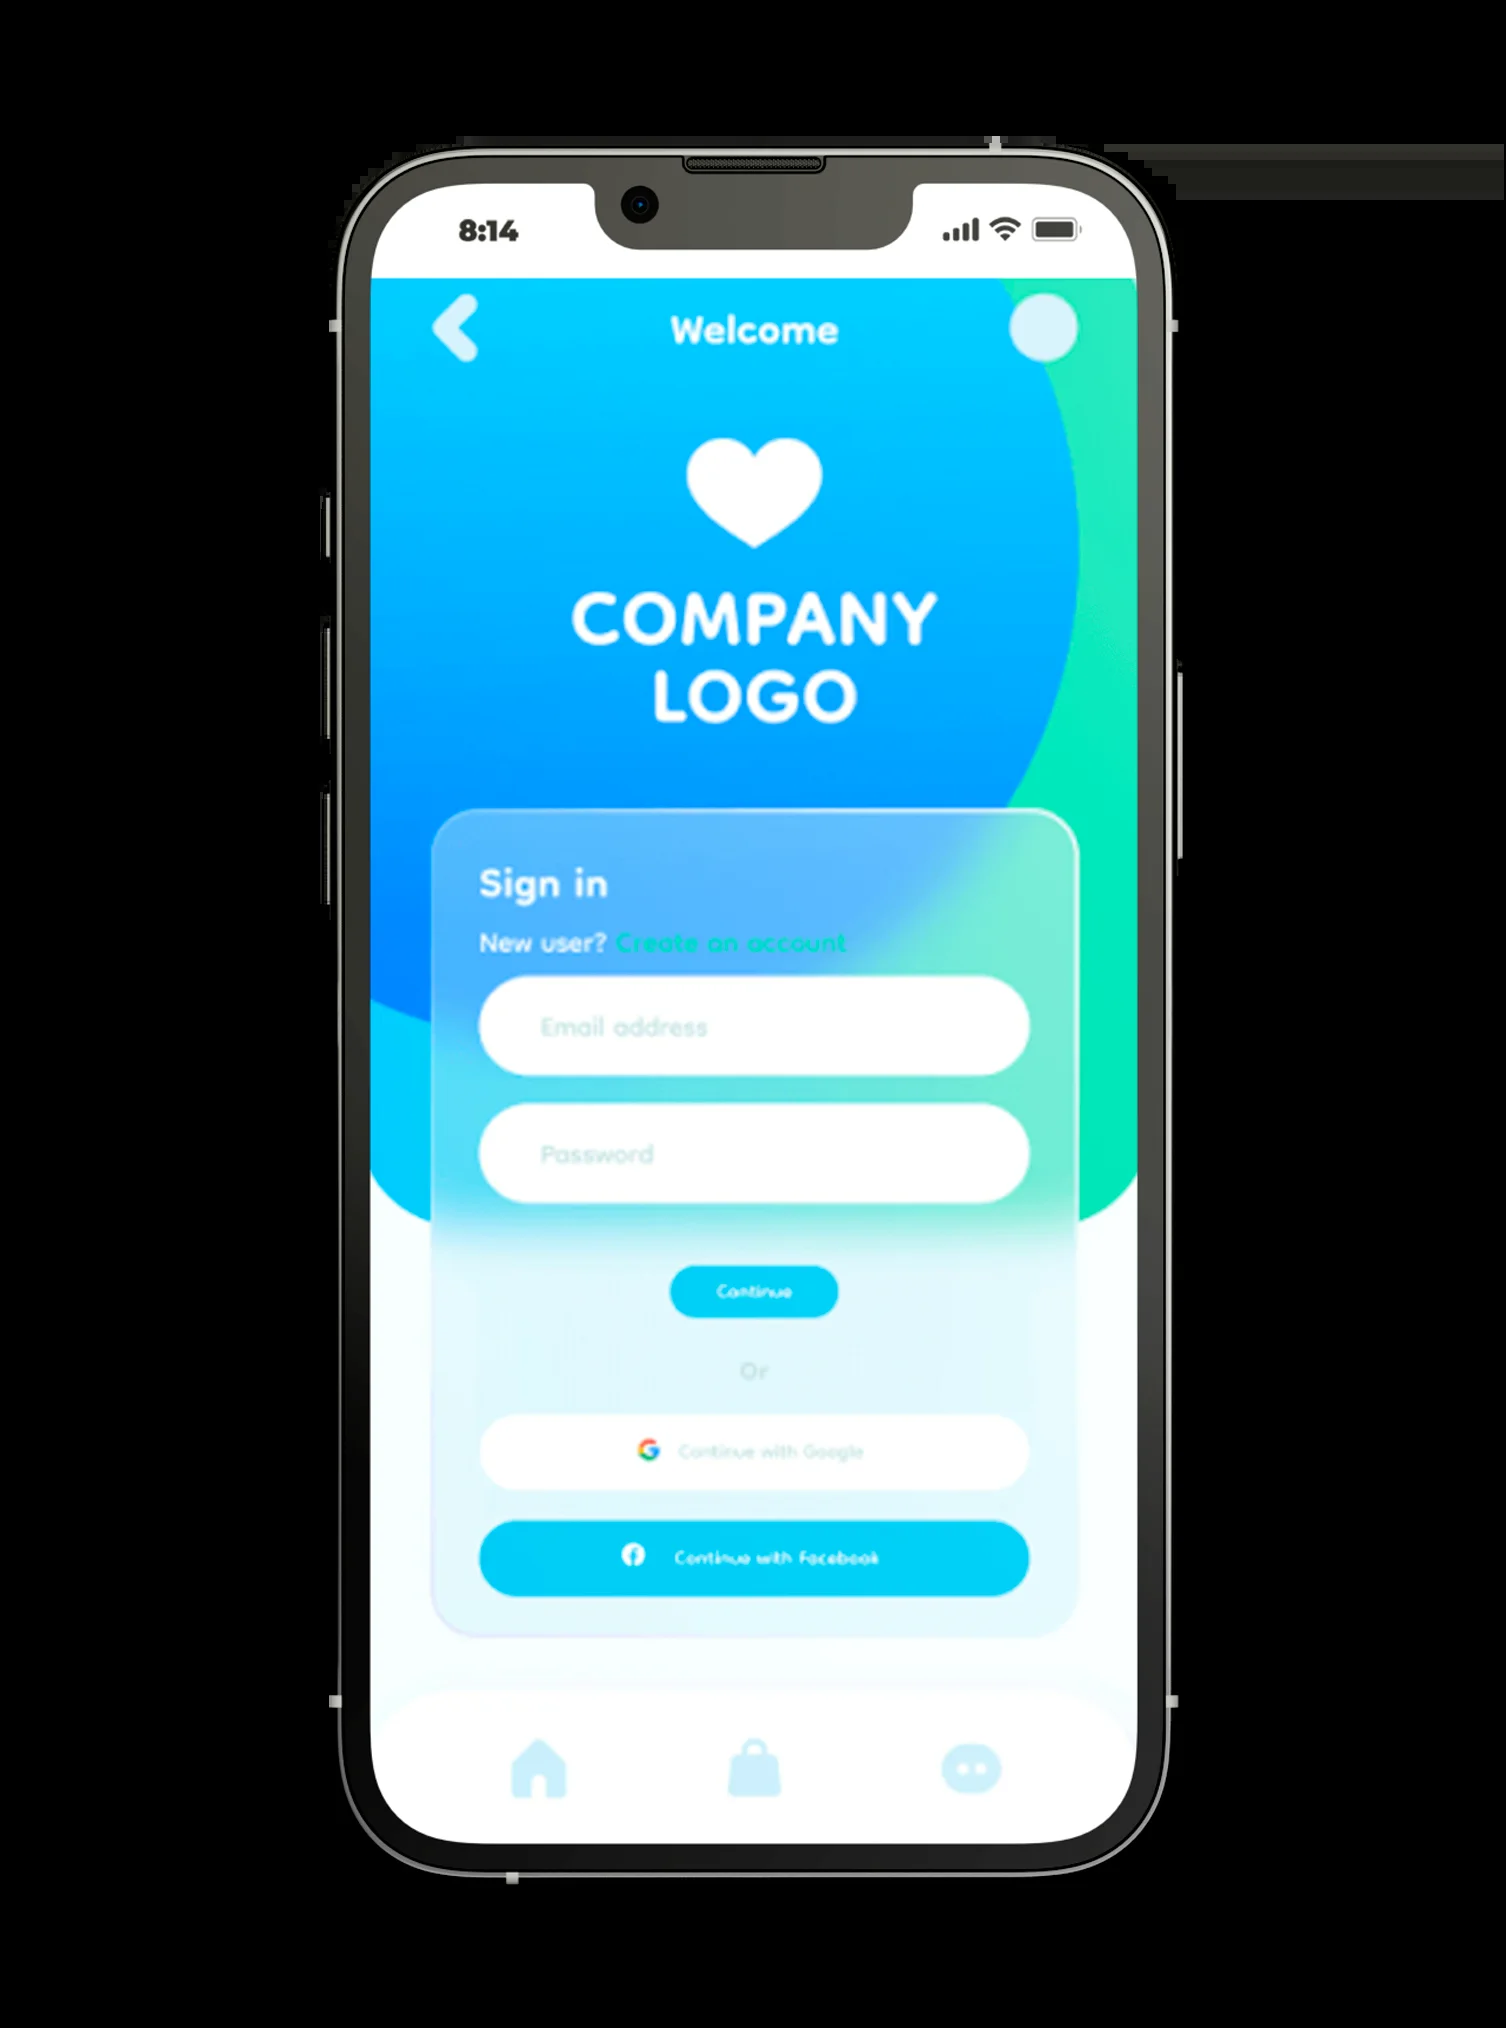 8:14
Welcome
COMPANY
LOGO
Sign in
New user? Create an account
Email address
Password
Continue
Or
Continue with Google
Continue with Facebook